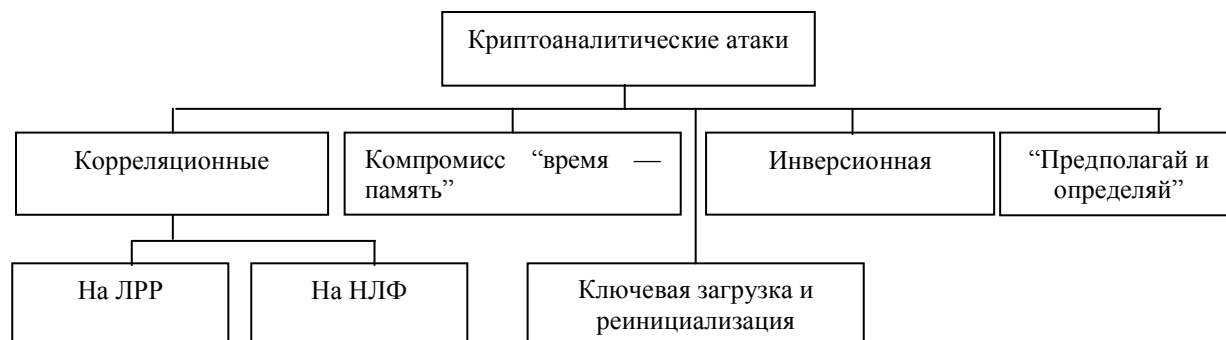 Криптоаналитические атаки
Корреляционные
Компромисс “время —
память”
Инверсионная
“Предполагай и
определяй”
На ЛРР
На НЛФ
Ключевая загрузка и
реинициализация